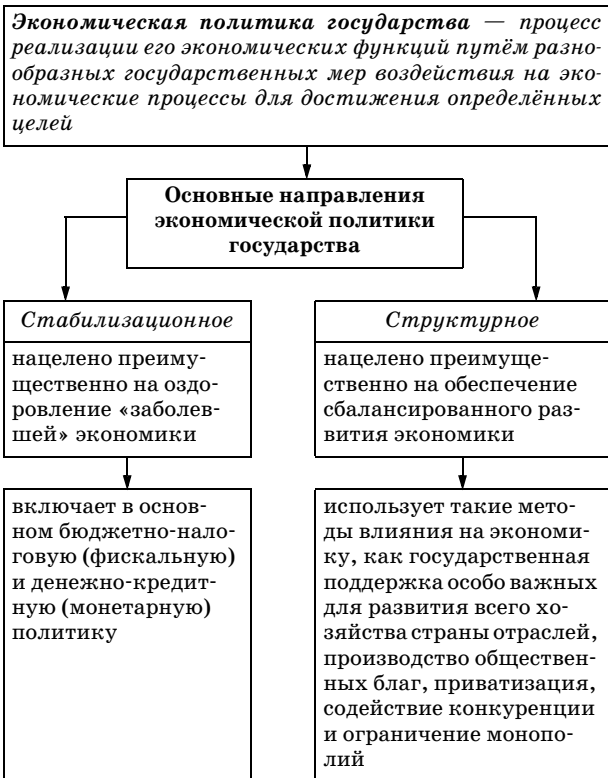 Экономическая политика государства — процесс
реализации его экономических функций путём разно-
образных государственных мер воздействия на эко-
номические процессы для достижения определённых
целей
Основные направления
экономической политики
государства
Стабилизационное
нацелено преиму-
щественно на оздо-
ровление «заболев-
шей» экономики
включает в основ-
ном бюджетно-нало-
говую (фискальную)
и денежно-кредит-
ную (монетарную)
политику
Структурное
нацелено преимуще-
ственно на обеспечение
сбалансированного раз-
вития экономики
использует такие мето-
ды влияния на экономи-
ку, как государственная
поддержка особо важных
для развития всего хо-
зяйства страны отраслей,
производство обществен-
ных благ, приватизация,
содействие конкуренции
и ограничение монопо-
лий